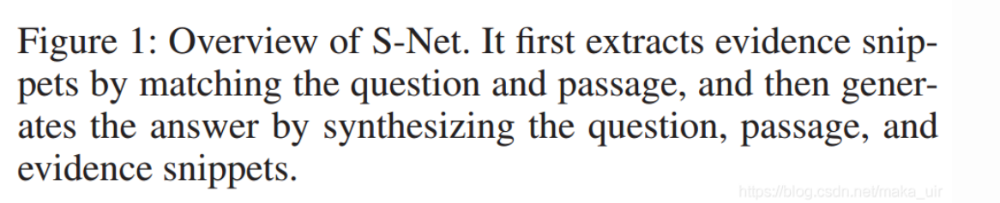 Figure 1: Overview of S-Net. It first extracts evidence snip-
pets by matching the question and passage, and then gener-
ates the answer by synthesizing the question, passage, and
evidence snippets.
https://blog.csdn.net/maka_uir